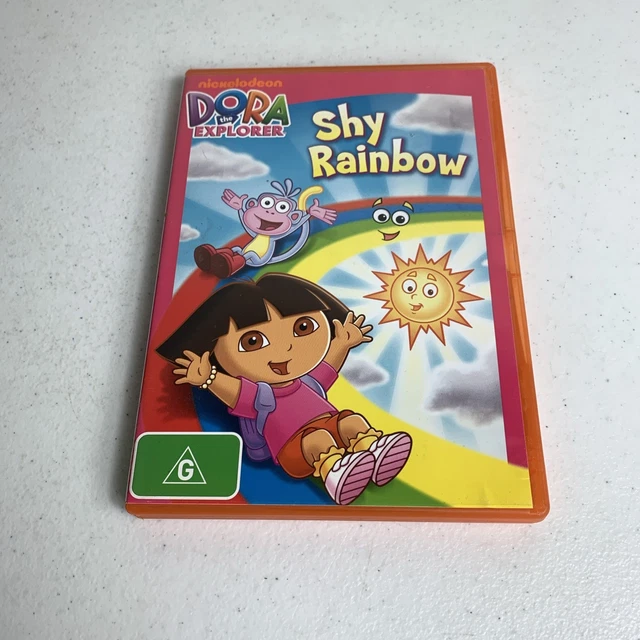 nickelodeon
DORA
the
EXPLORER
Shy
Rainbow
G